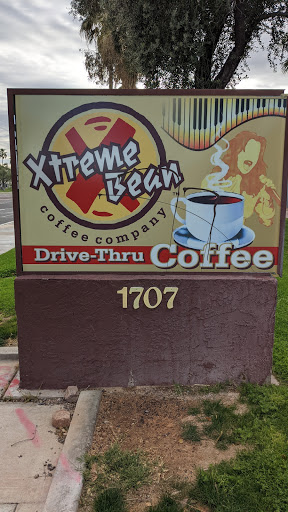 Xtreme
Bean
coffee company
Drive-Thru Coffee
1707